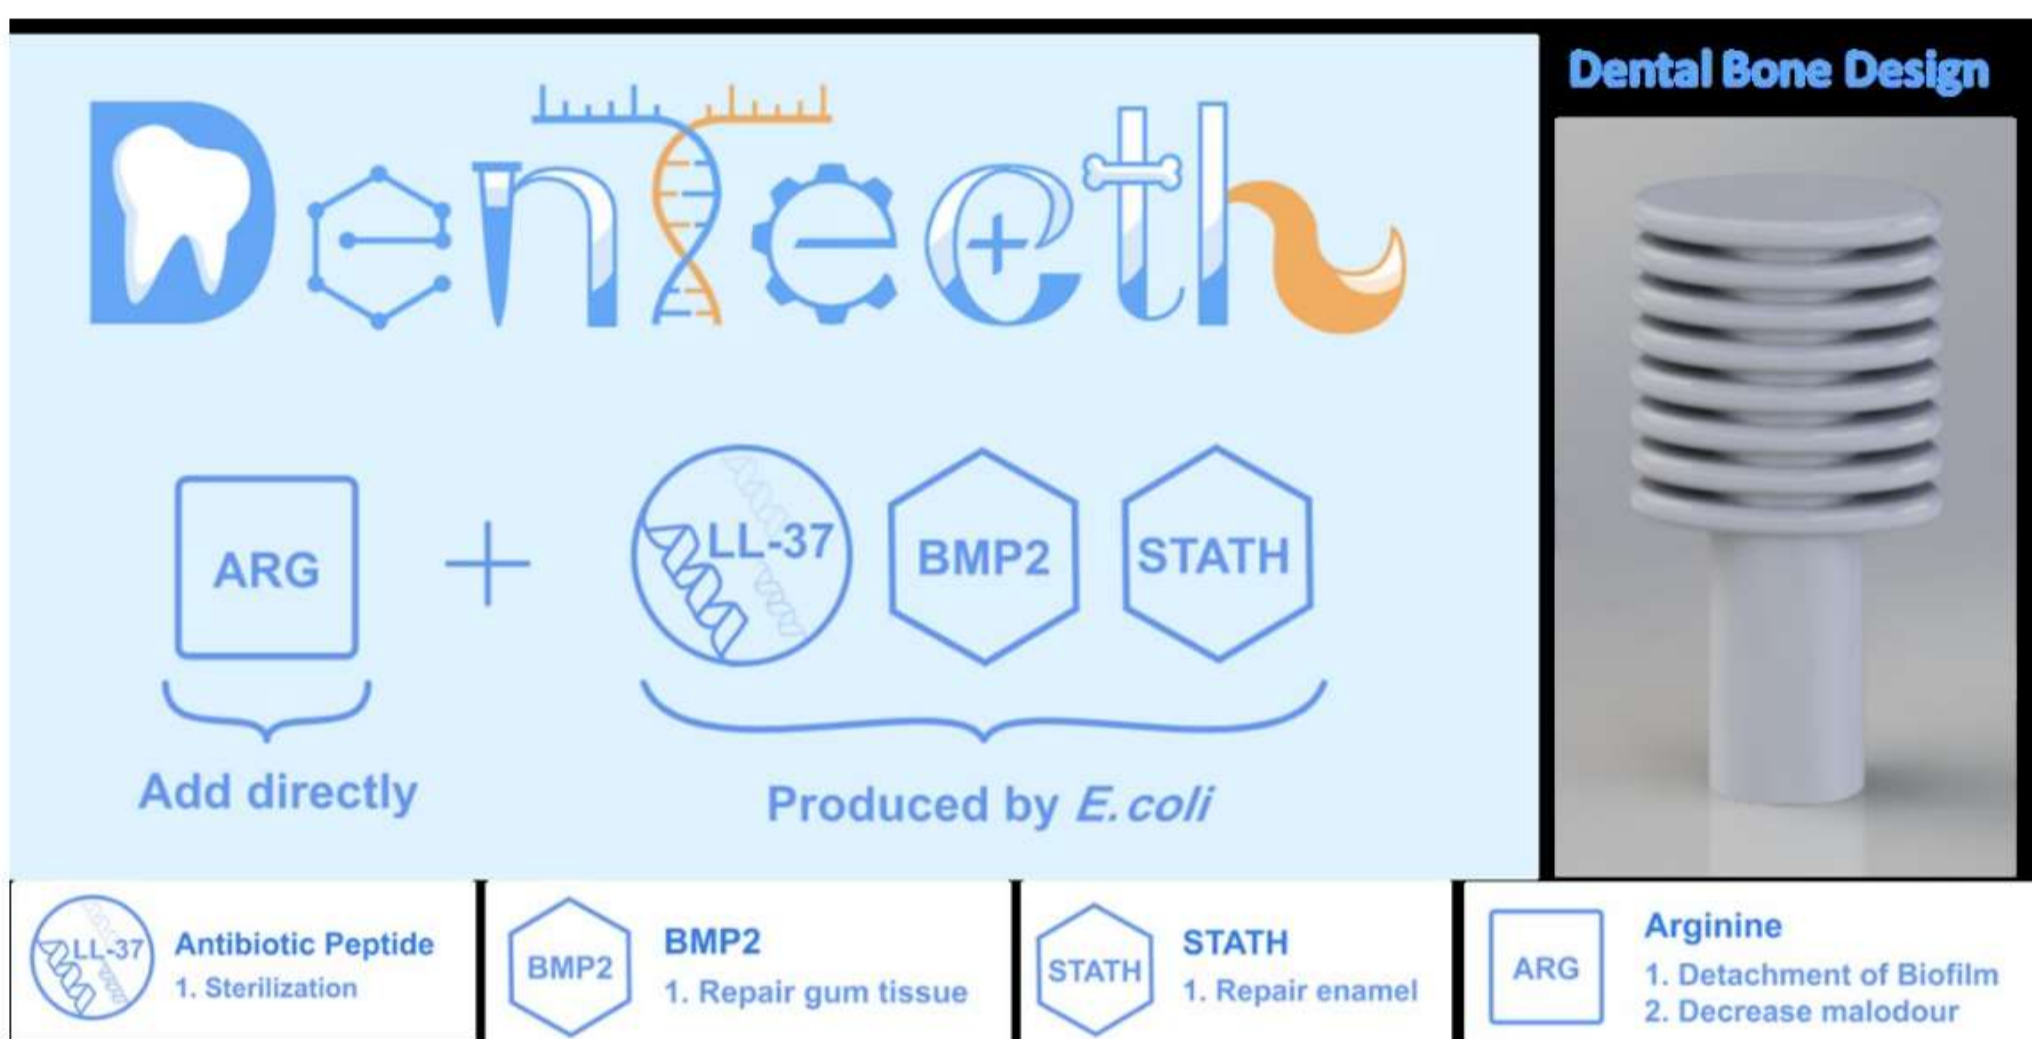 DenTecth
Dental Bone Design
ARG
LL-37
BMP2
STATH
Add directly
Produced by E.coli
LL-37
Antibiotic Peptide
1. Sterilization
BMP2
BMP2
1. Repair gum tissue
STATH
STATH
1. Repair enamel
ARG
Arginine
1. Detachment of Biofilm
2. Decrease malodour